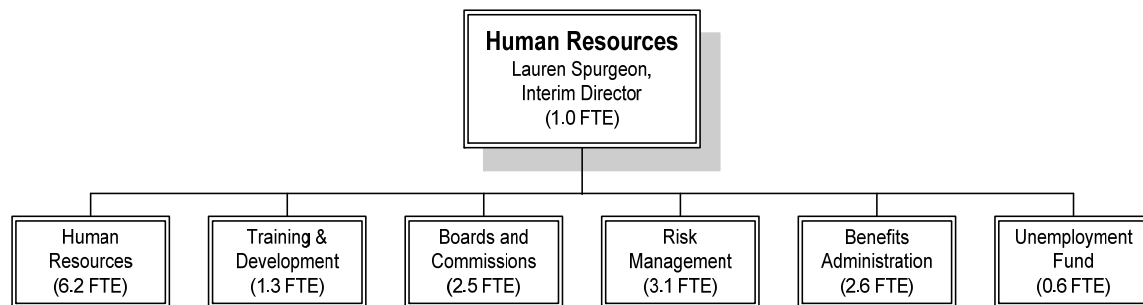 Human Resources
Lauren Spurgeon,
Interim Director
(1.0 FTE)
Human
Resources
(6.2 FTE)
Training &
Development
(1.3 FTE)
Boards and
Commissions
(2.5 FTE)
Risk
Management
(3.1 FTE)
Benefits
Administration
(2.6 FTE)
Unemployment
Fund
(0.6 FTE)